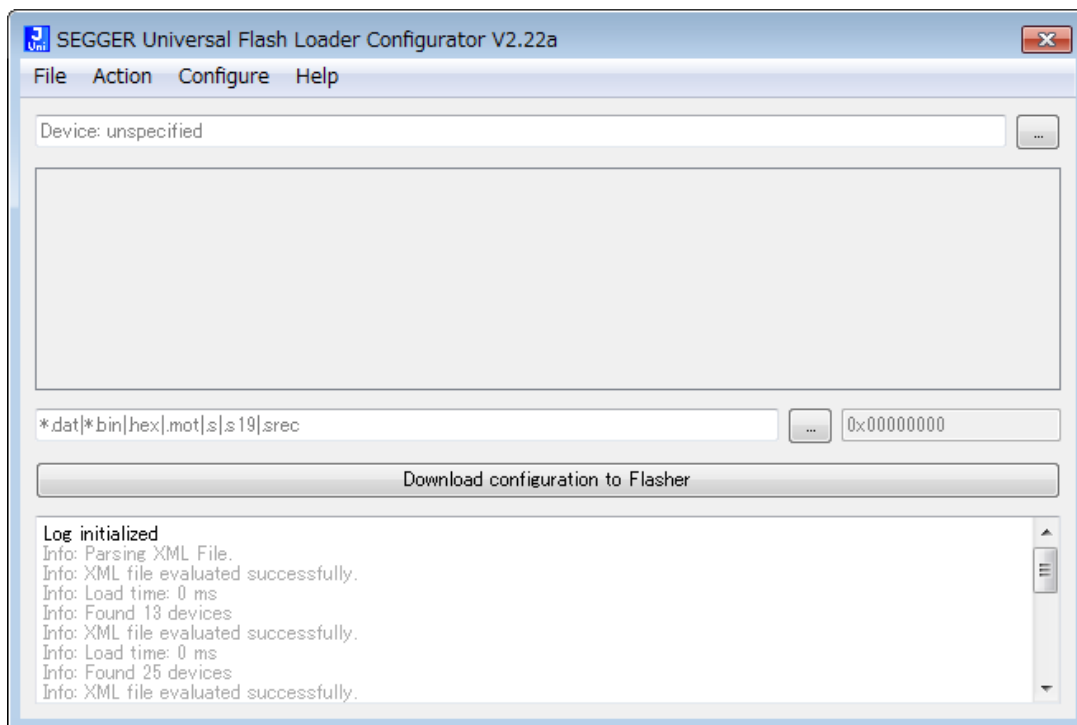 J
Uni SEGGER Universal Flash Loader Configurator V2.22a
File Action Configure Help
Device: unspecified ...
*.dat|*.bin|.hex|.mot|.s|.s19|.srec ... 0x00000000
Download configuration to Flasher
Log initialized
Info: Parsing XML File.
Info: XML file evaluated successfully.
Info: Load time: 0 ms
Info: Found 13 devices
Info: XML file evaluated successfully.
Info: Load time: 0 ms
Info: Found 25 devices
Info: XML file evaluated successfully.